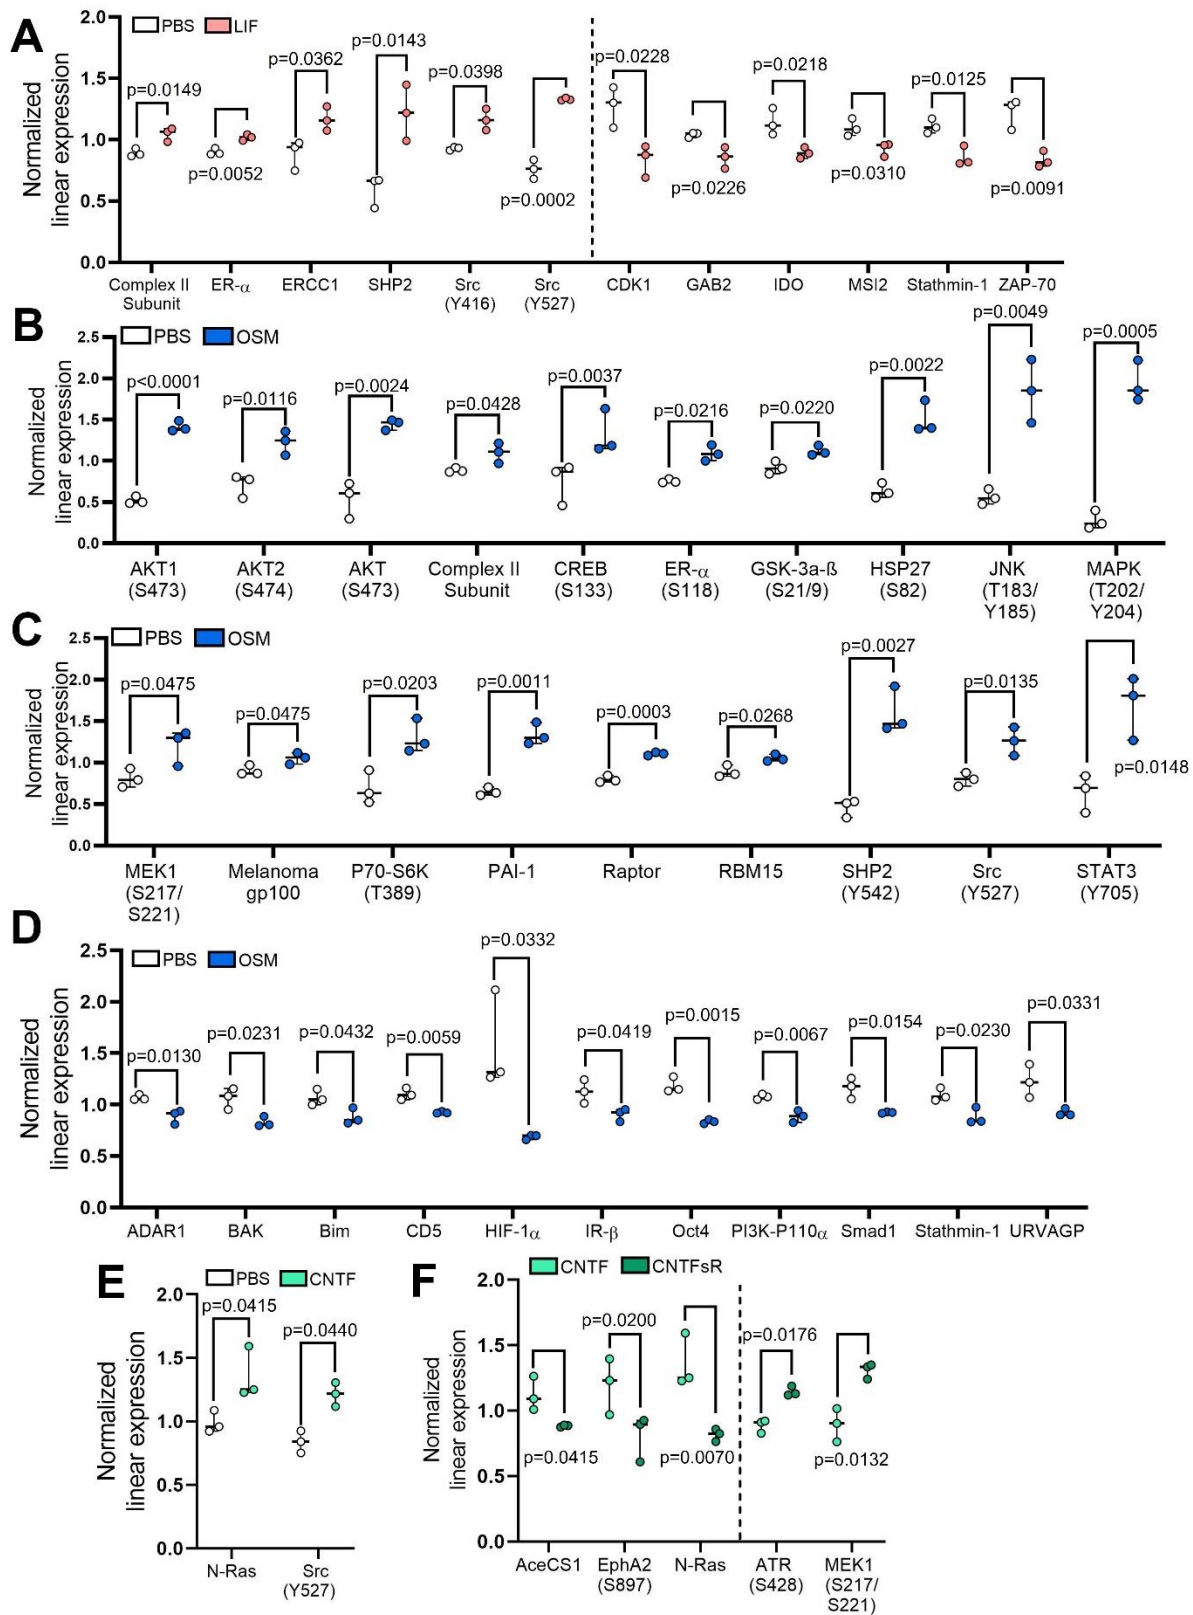 A
PBS LIF
Normalized
linear expression
2.0
1.5
1.0
0.5
0.0
p=0.0149
p=0.0052
p=0.0362
p=0.0143
p=0.0398
p=0.0002
p=0.0228
p=0.0226
p=0.0218
p=0.0310
p=0.0125
p=0.0091
Complex II
Subunit
ER-α
ERCC1
SHP2
Src
(Y416)
Src
(Y527)
CDK1
GAB2
IDO
MSI2
Stathmin-1
ZAP-70
B
PBS OSM
Normalized
linear expression
2.5
2.0
1.5
1.0
0.5
0.0
p<0.0001
p=0.0116
p=0.0024
p=0.0428
p=0.0037
p=0.0216
p=0.0220
p=0.0022
p=0.0049
p=0.0005
AKT1
(S473)
AKT2
(S474)
AKT
(S473)
Complex II
Subunit
CREB
(S133)
ER-α
(S118)
GSK-3a-ß
(S21/9)
HSP27
(S82)
JNK
(T183/
Y185)
MAPK
(T202/
Y204)
C
PBS OSM
Normalized
linear expression
2.5
2.0
1.5
1.0
0.5
0.0
p=0.0475
p=0.0475
p=0.0203
p=0.0011
p=0.0003
p=0.0268
p=0.0027
p=0.0135
p=0.0148
MEK1
(S217/
S221)
Melanoma
gp100
P70-S6K
(T389)
PAI-1
Raptor
RBM15
SHP2
(Y542)
Src
(Y527)
STAT3
(Y705)
D
PBS OSM
Normalized
linear expression
2.5
2.0
1.5
1.0
0.5
0.0
p=0.0130
p=0.0231
p=0.0432
p=0.0059
p=0.0332
p=0.0419
p=0.0015
p=0.0067
p=0.0154
p=0.0230
p=0.0331
ADAR1
BAK
Bim
CD5
HIF-1α
IR-β
Oct4
PI3K-P110α
Smad1
Stathmin-1
URVAGP
E
PBS CNTF
Normalized
linear expression
2.0
1.5
1.0
0.5
0.0
p=0.0415
p=0.0440
N-Ras
Src
(Y527)
F
CNTF CNTFsR
Normalized
linear expression
2.0
1.5
1.0
0.5
0.0
p=0.0415
p=0.0200
p=0.0070
p=0.0176
p=0.0132
AceCS1
EphA2
(S897)
N-Ras
ATR
(S428)
MEK1
(S217/
S221)